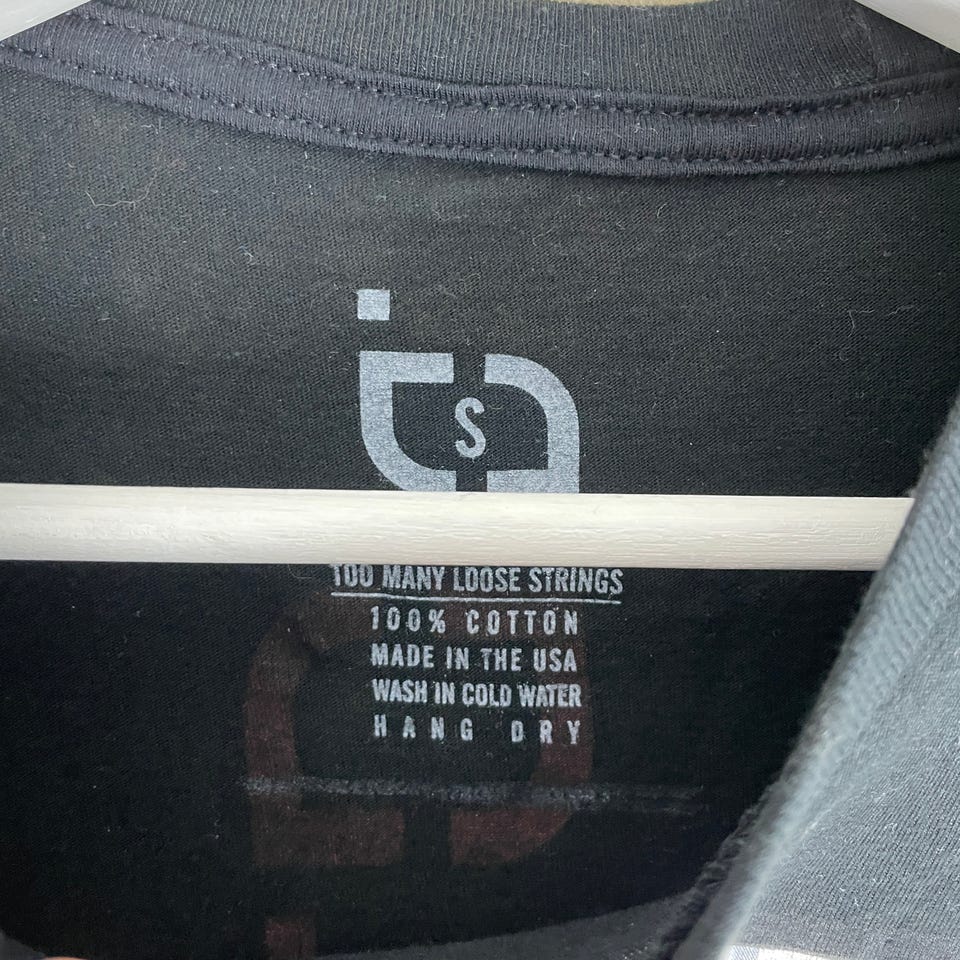 S
TOO MANY LOOSE STRINGS
100% COTTON
MADE IN THE USA
WASH IN COLD WATER
HANG DRY